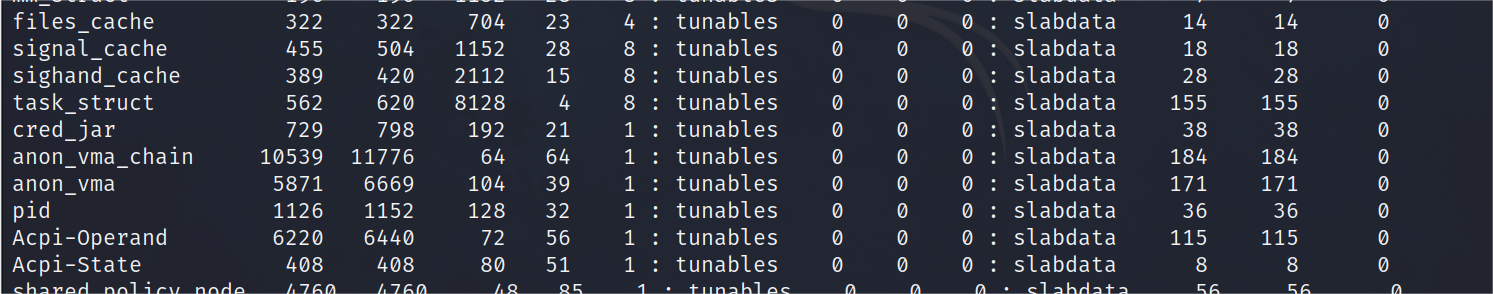 files_cache 322 322 704 23 4 : tunables 0 0 0 : slabdata 14 14 0
signal_cache 455 504 1152 28 8 : tunables 0 0 0 : slabdata 18 18 0
sighand_cache 389 420 2112 15 8 : tunables 0 0 0 : slabdata 28 28 0
task_struct 562 620 8128 4 8 : tunables 0 0 0 : slabdata 155 155 0
cred_jar 729 798 192 21 1 : tunables 0 0 0 : slabdata 38 38 0
anon_vma_chain 10539 11776 64 64 1 : tunables 0 0 0 : slabdata 184 184 0
anon_vma 5871 6669 104 39 1 : tunables 0 0 0 : slabdata 171 171 0
pid 1126 1152 128 32 1 : tunables 0 0 0 : slabdata 36 36 0
Acpi-Operand 6220 6440 72 56 1 : tunables 0 0 0 : slabdata 115 115 0
Acpi-State 408 408 80 51 1 : tunables 0 0 0 : slabdata 8 8 0
shared_policy_node 4760 4760 48 85 1 : tunables 0 0 0 : slabdata 56 56 0